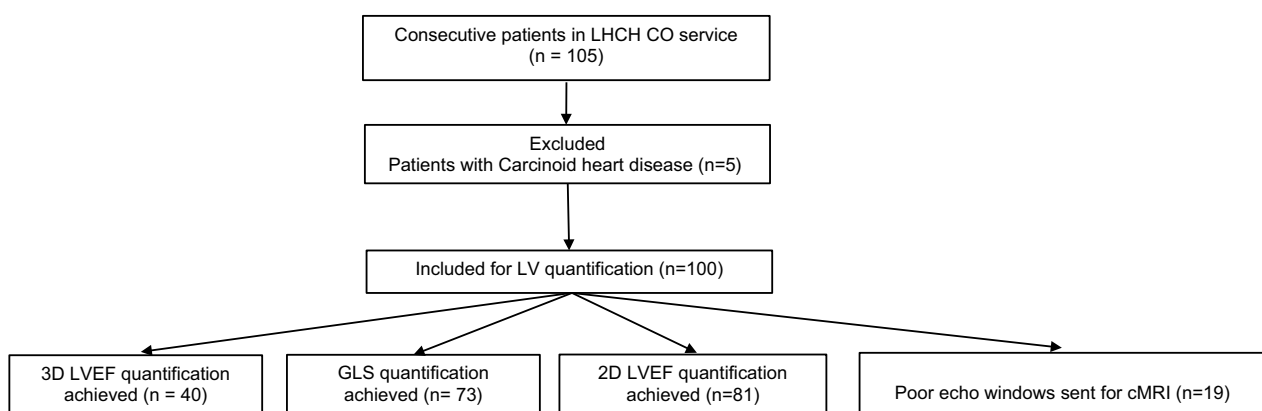 Consecutive patients in LHCH CO service
(n = 105)
Excluded
Patients with Carcinoid heart disease (n=5)
Included for LV quantification (n=100)
3D LVEF quantification
achieved (n = 40)
GLS quantification
achieved (n= 73)
2D LVEF quantification
achieved (n=81)
Poor echo windows sent for cMRI (n=19)